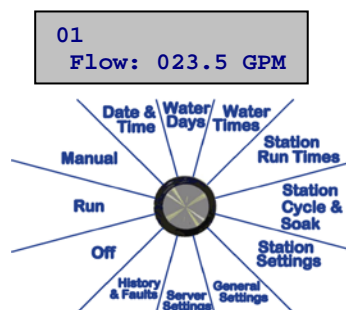 01
Flow: 023.5 GPM
Date &
Time
Water
Days
Water
Times
Station
Run Times
Station
Cycle &
Soak
Station
Settings
General
Settings
Server
Settings
History
& Faults
Off
Run
Manual